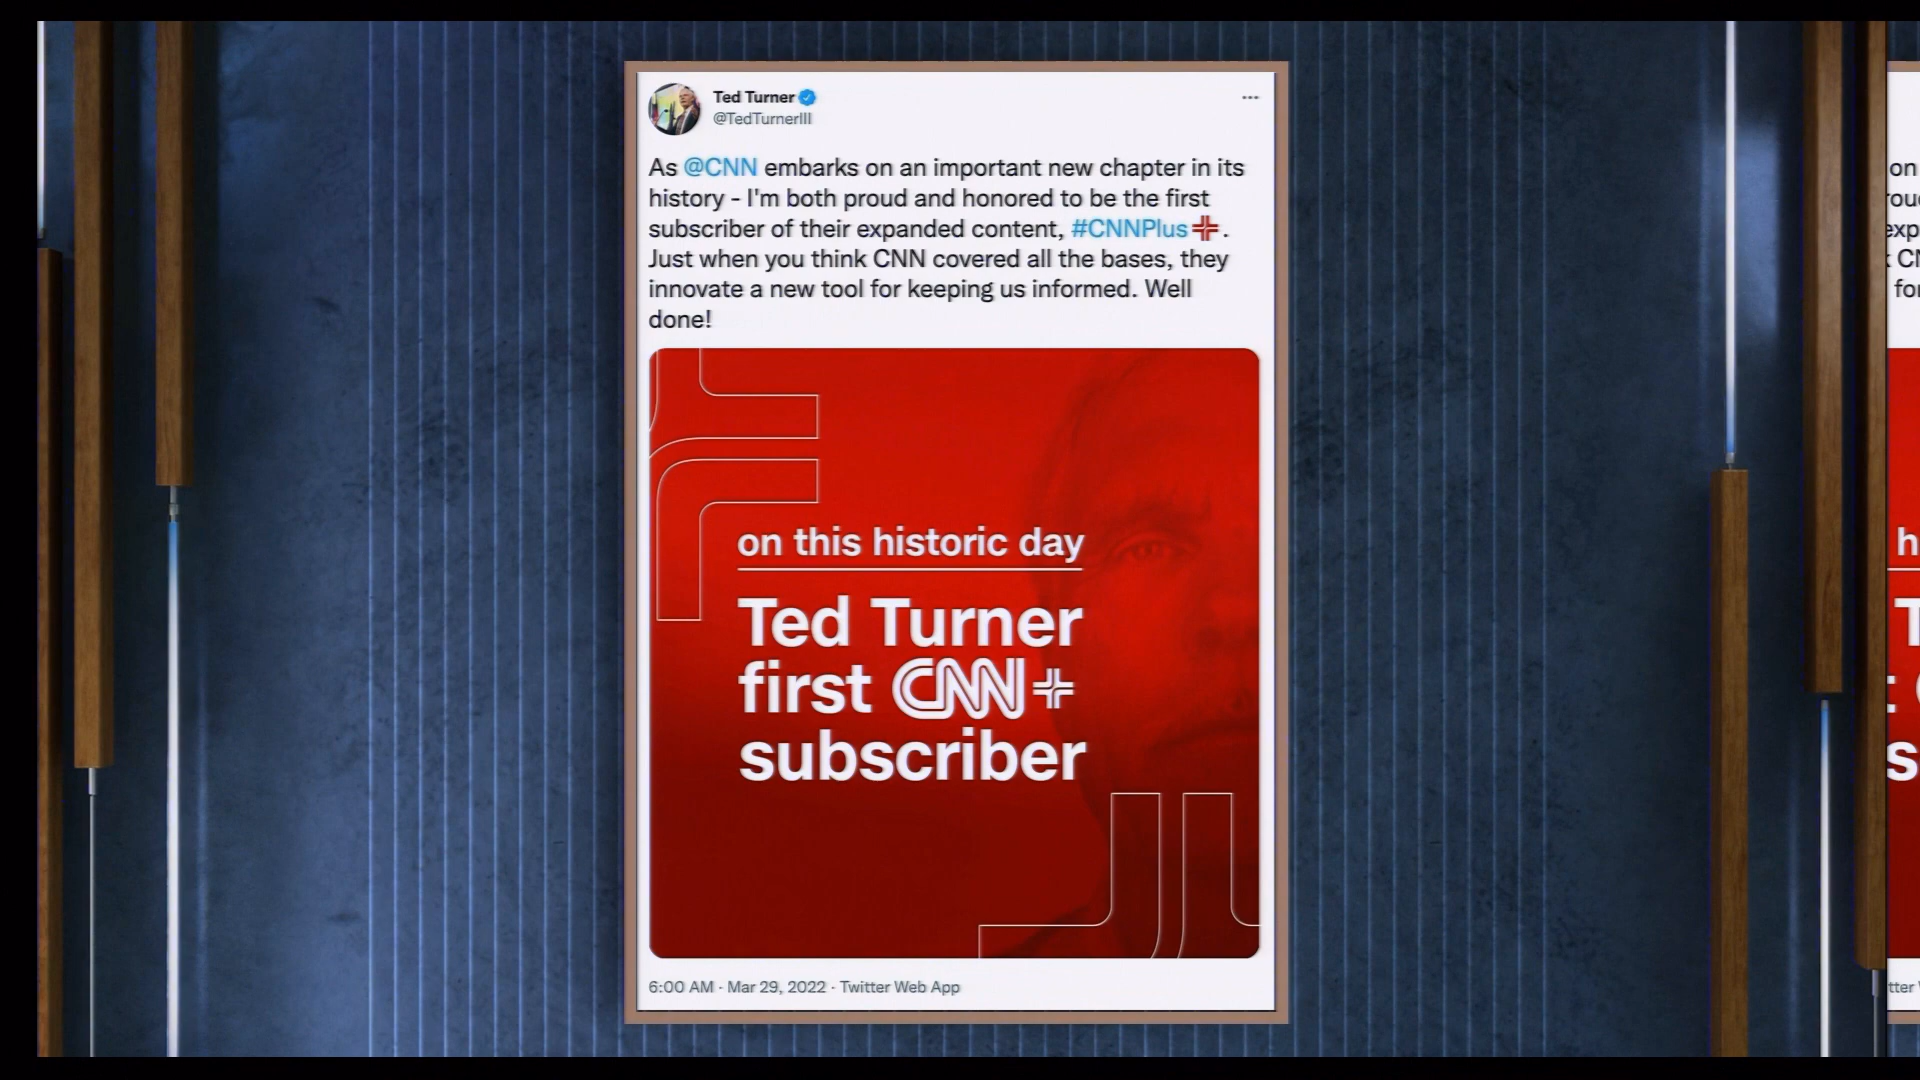 Ted Turner
@TedTurnerIII
As @CNN embarks on an important new chapter in its
history - I'm both proud and honored to be the first
subscriber of their expanded content, #CNNPlus.
Just when you think CNN covered all the bases, they
innovate a new tool for keeping us informed. Well
done!
on this historic day
Ted Turner
first CNN+
subscriber
6:00 AM · Mar 29, 2022 · Twitter Web App